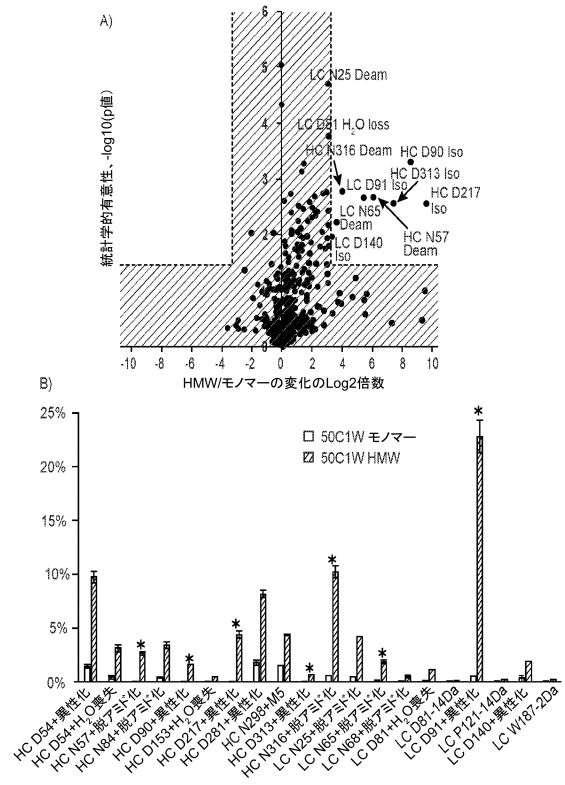 A)
統計学的有意性、-log10(p値)
6
5
4
3
2
0
LC N25 Deam
LC D81 H2O loss
HC N316 Deam
HC D90 Iso
LC D91 Iso
HC D313 Iso
HC D217
Iso
LC N65
Deam
HC N57
Deam
LC D140
Iso
-10 -8 -6 -4 -2 0 2 4 6 8 10
HMW/モノマーの変化のLog2倍数
B)
25%
20%
15%
10%
5%
0%
50C1W モノマー
50C1W HMW
*
*
*
*
*
*
*
HC D54+異性化
HC D54+H2O喪失
HC N57+脱アミド化
HC N84+脱アミド化
HC D90+異性化
HC D153+H2O喪失
HC D217+異性化
HC D281+異性化
HC N298+M5
HC D313+異性化
HC N316+脱アミド化
LC N25+脱アミド化
LC N65+脱アミド化
LC N68+脱アミド化
LC D81+H2O喪失
LC D81-14Da
LC D91+異性化
LC P121-14Da
LC D140+異性化
LC W187-2Da